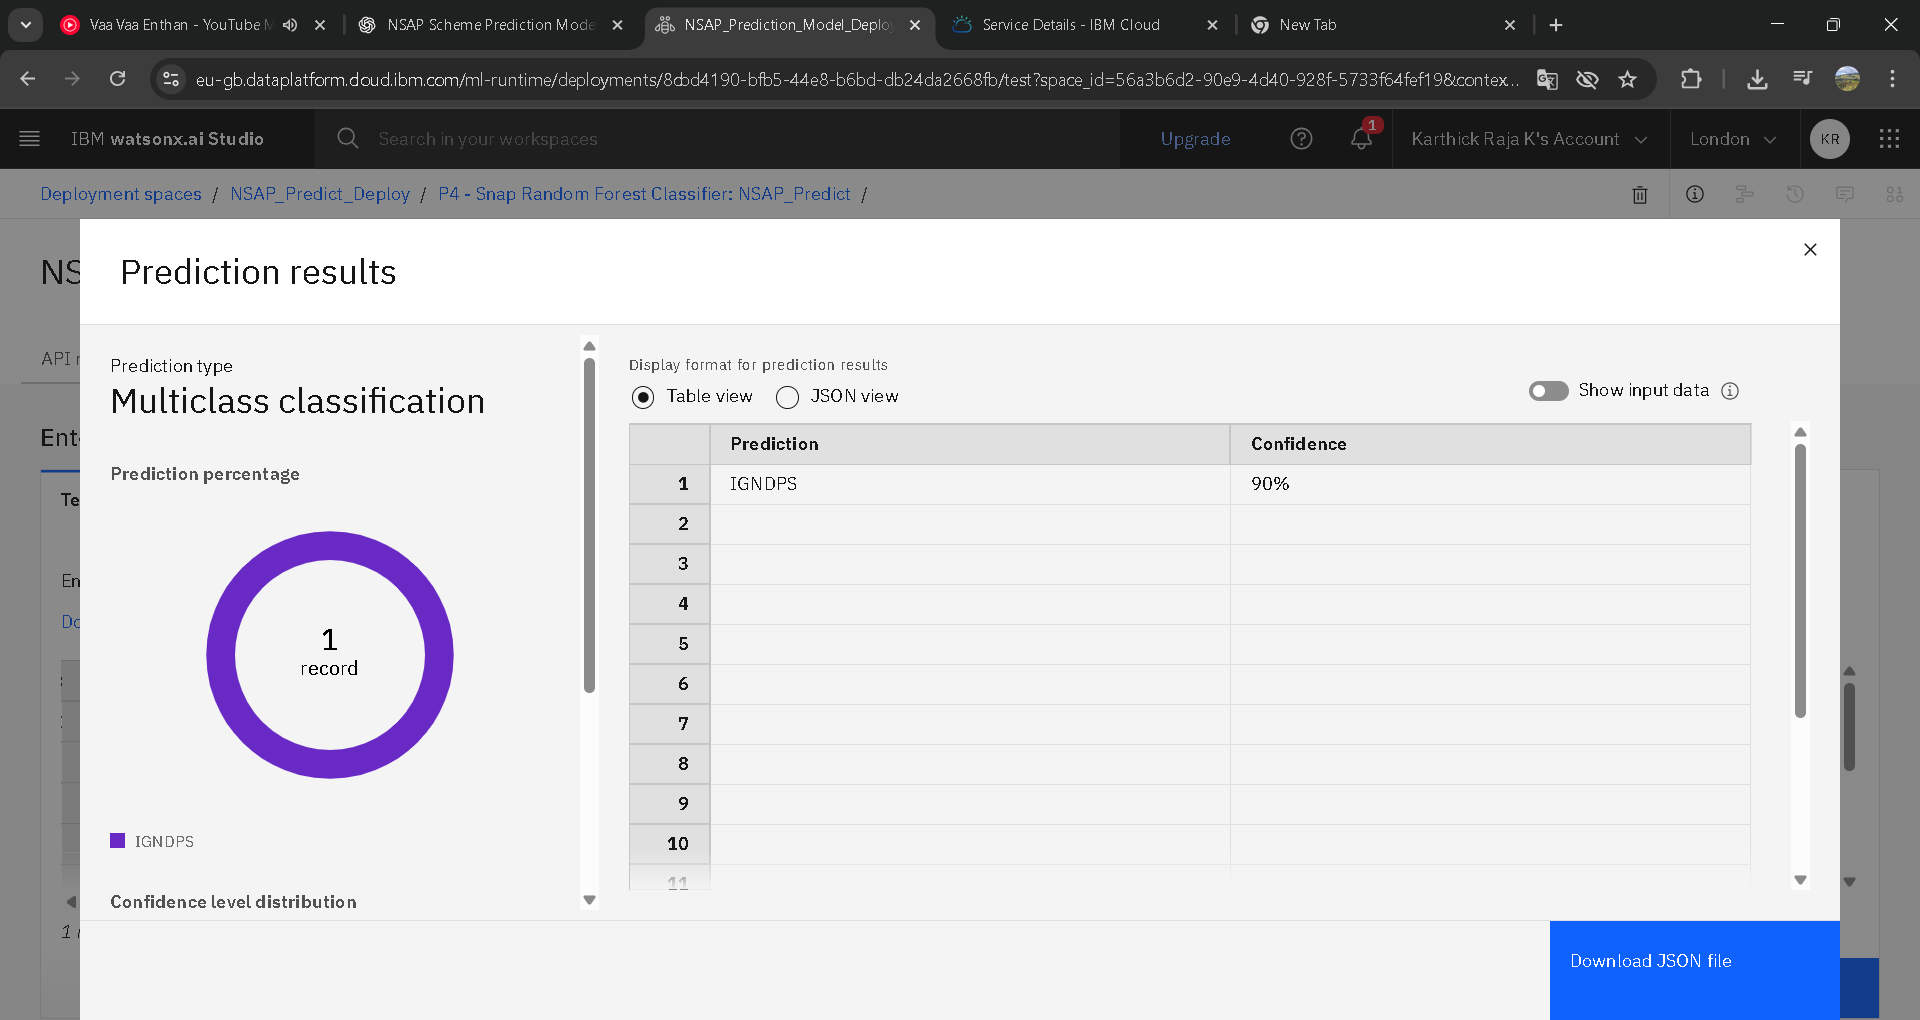 Vaa Vaa Enthan - YouTube M
NSAP Scheme Prediction Mode
NSAP_Prediction_Model_Deplo
Service Details - IBM Cloud
New Tab
eu-gb.dataplatform.cloud.ibm.com/ml-runtime/deployments/8cbd4190-bfb5-44e8-b6bd-db24da2668fb/test?space_id=56a3b6d2-90e9-4d40-928f-5733f64fef19&contex...
IBM watsonx.ai Studio
Search in your workspaces
Upgrade
1
Karthick Raja K's Account
London
KR
Deployment spaces / NSAP_Predict_Deploy / P4 - Snap Random Forest Classifier: NSAP_Predict /
NS
Prediction results
API r
Ent
Te
En
Do
1
Prediction type
Multiclass classification
Prediction percentage
1
record
IGNDPS
Confidence level distribution
Display format for prediction results
Table view
JSON view
Show input data
Prediction Confidence
1 IGNDPS 90%
2
3
4
5
6
7
8
9
10
11
Download JSON file